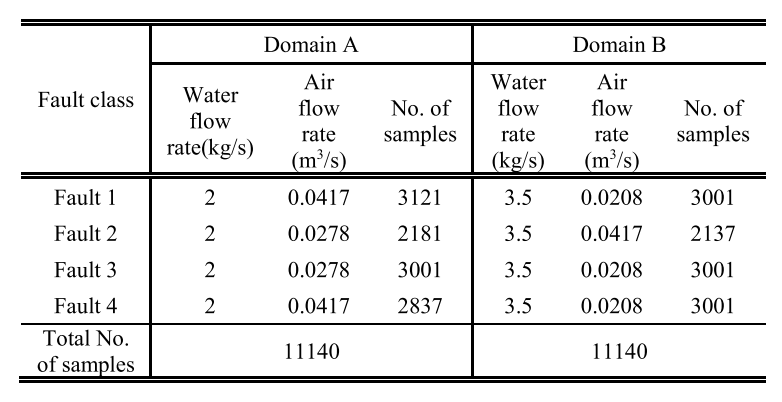 Domain A Domain B
Fault class Water flow rate(kg/s) Air flow rate (m³/s) No. of samples Water flow rate (kg/s) Air flow rate (m³/s) No. of samples
Fault 1 2 0.0417 3121 3.5 0.0208 3001
Fault 2 2 0.0278 2181 3.5 0.0417 2137
Fault 3 2 0.0278 3001 3.5 0.0208 3001
Fault 4 2 0.0417 2837 3.5 0.0208 3001
Total No. of samples 11140 11140